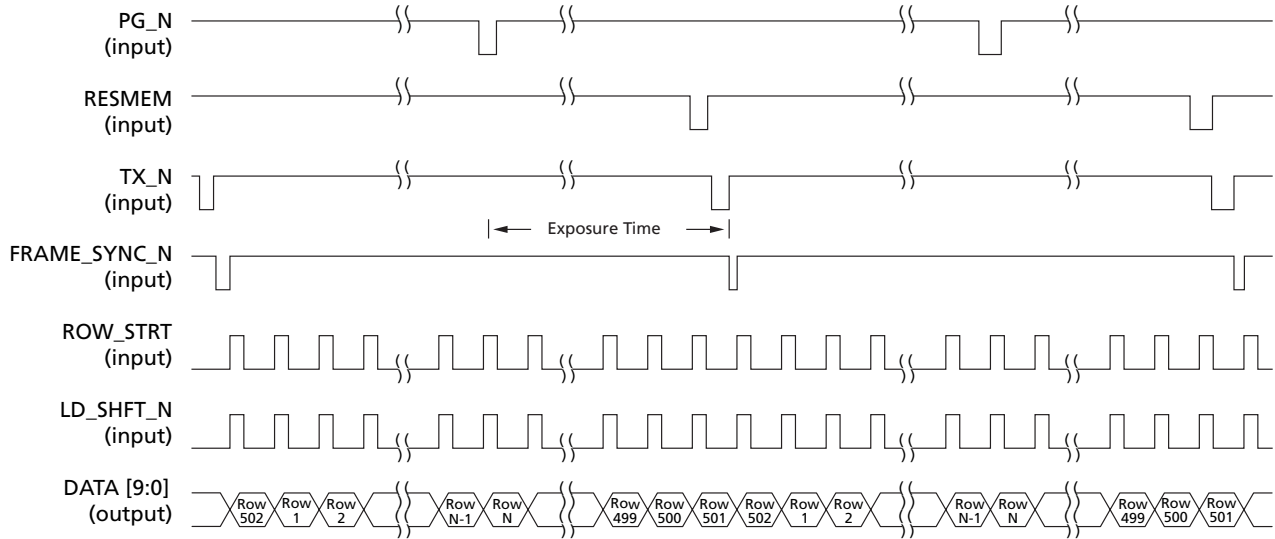 PG_N
(input)
RESMEM
(input)
TX_N
(input)
Exposure Time
FRAME_SYNC_N
(input)
ROW_STRT
(input)
LD_SHFT_N
(input)
DATA [9:0]
(output)
Row 502
Row 1
Row 2
Row N-1
Row N
Row 499
Row 500
Row 501
Row 502
Row 1
Row 2
Row N-1
Row N
Row 499
Row 500
Row 501